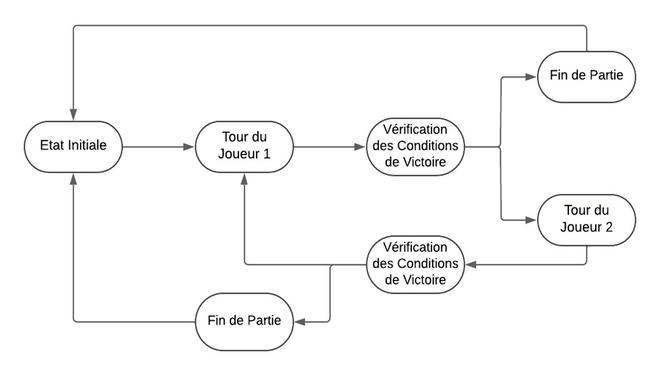 Fin de Partie
Etat Initiale
Tour du
Joueur 1
Vérification
des Conditions
de Victoire
Tour du
Joueur 2
Vérification
des Conditions
de Victoire
Fin de Partie